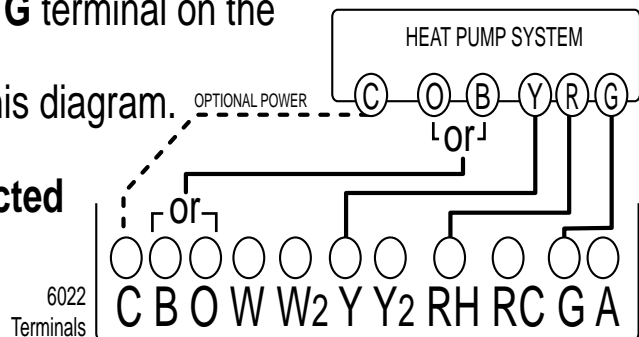 G terminal on the
HEAT PUMP SYSTEM
C O B Y R G
his diagram.
OPTIONAL POWER
or
cted
or
6022
Terminals
C B O W W2 Y Y2 RH RC G A